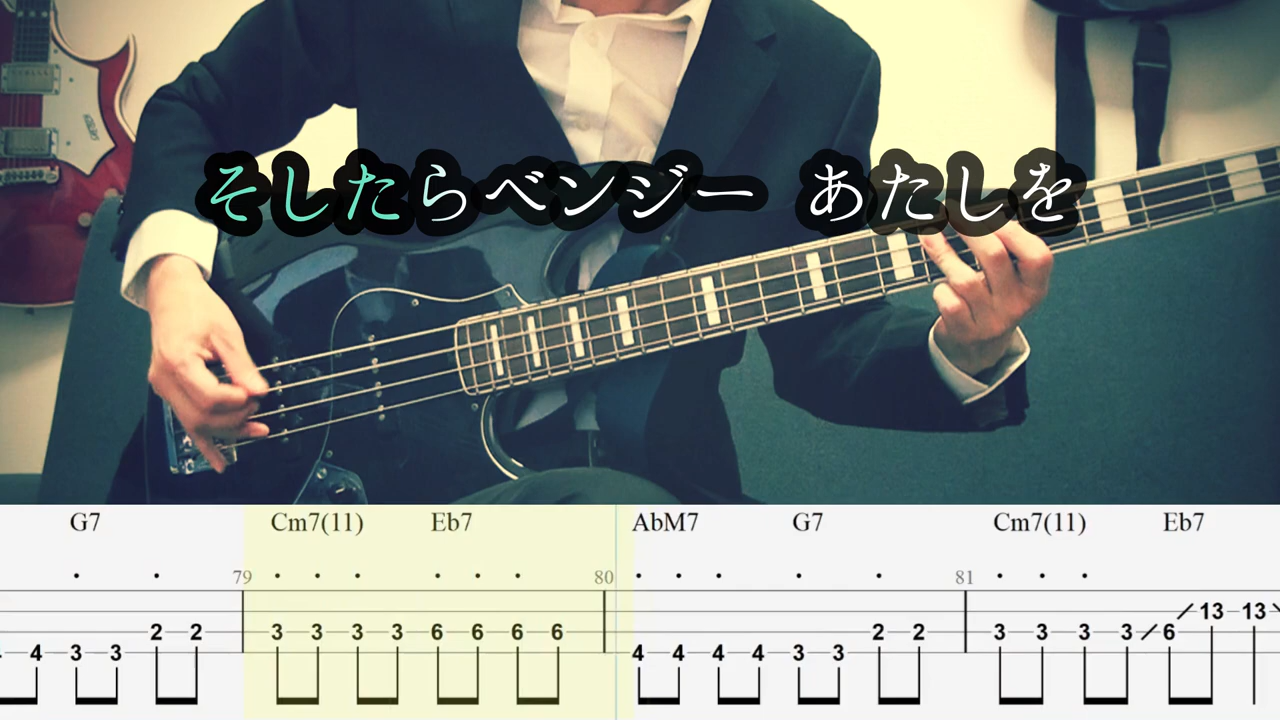 そしたらベンジー あたしを
G7 Cm7(11) Eb7 AbM7 G7 Cm7(11) Eb7
79 80 81
13 13
2 2 3 3 3 3 6 6 6 6 2 2 3 3 3 3 6
4 3 3 4 4 4 4 3 3